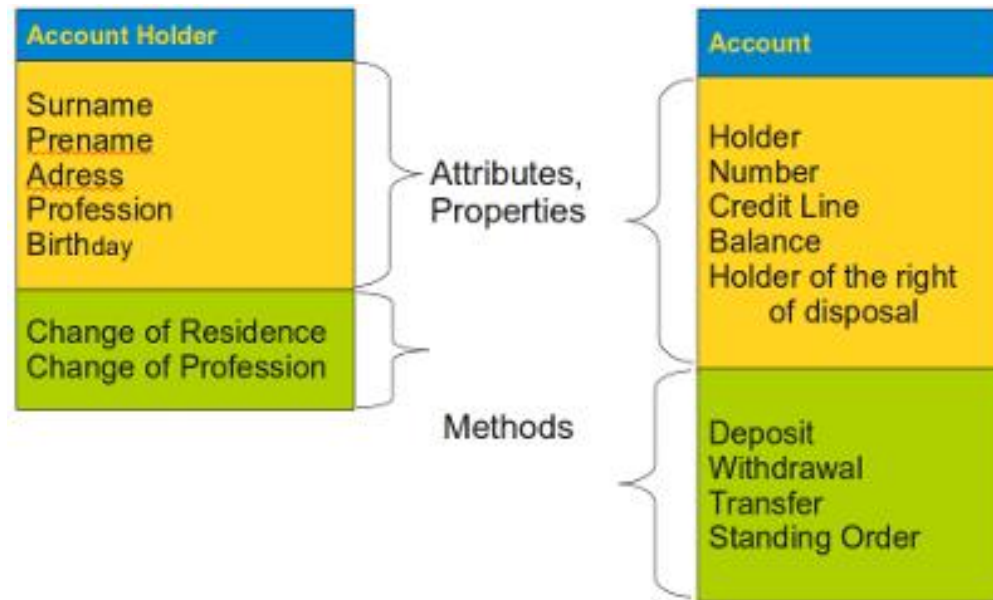 Account Holder
Surname
Prename
Adress
Profession
Birthday
Change of Residence
Change of Profession
Attributes,
Properties
Methods
Account
Holder
Number
Credit Line
Balance
Holder of the right
of disposal
Deposit
Withdrawal
Transfer
Standing Order